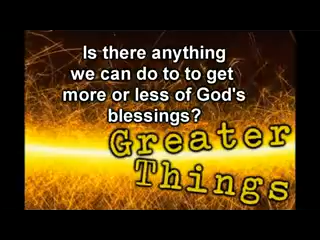 Is there anything
we can do to to get
more or less of God's
blessings?
Greater
Things